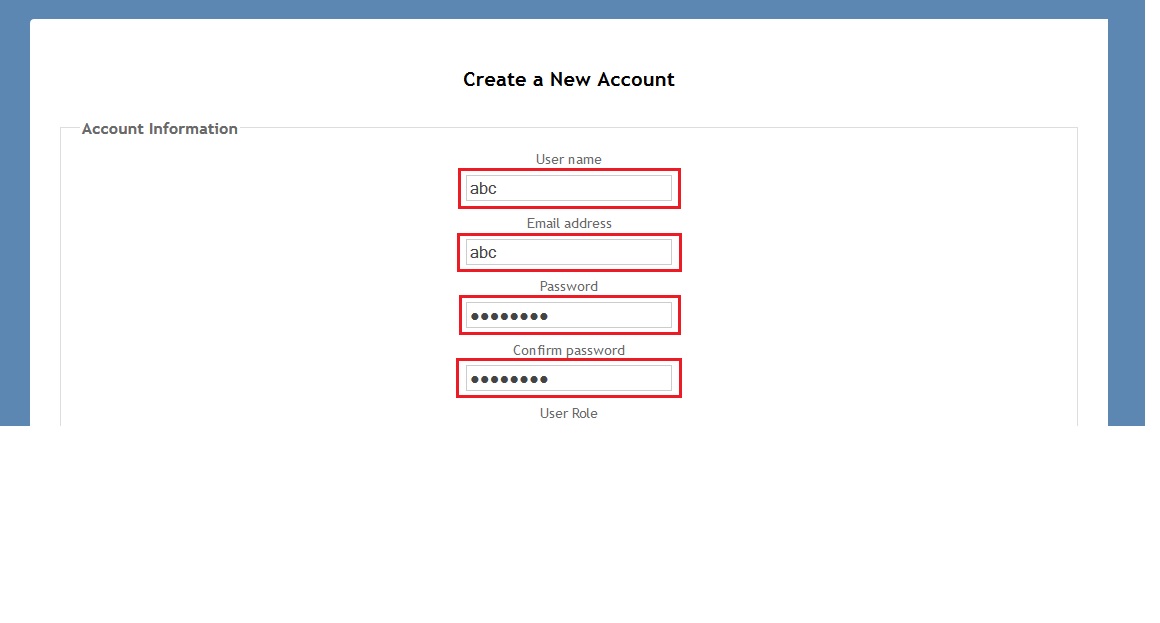 Create a New Account
Account Information
User name
abc
Email address
abc
Password
●●●●●●●●
Confirm password
●●●●●●●●
User Role